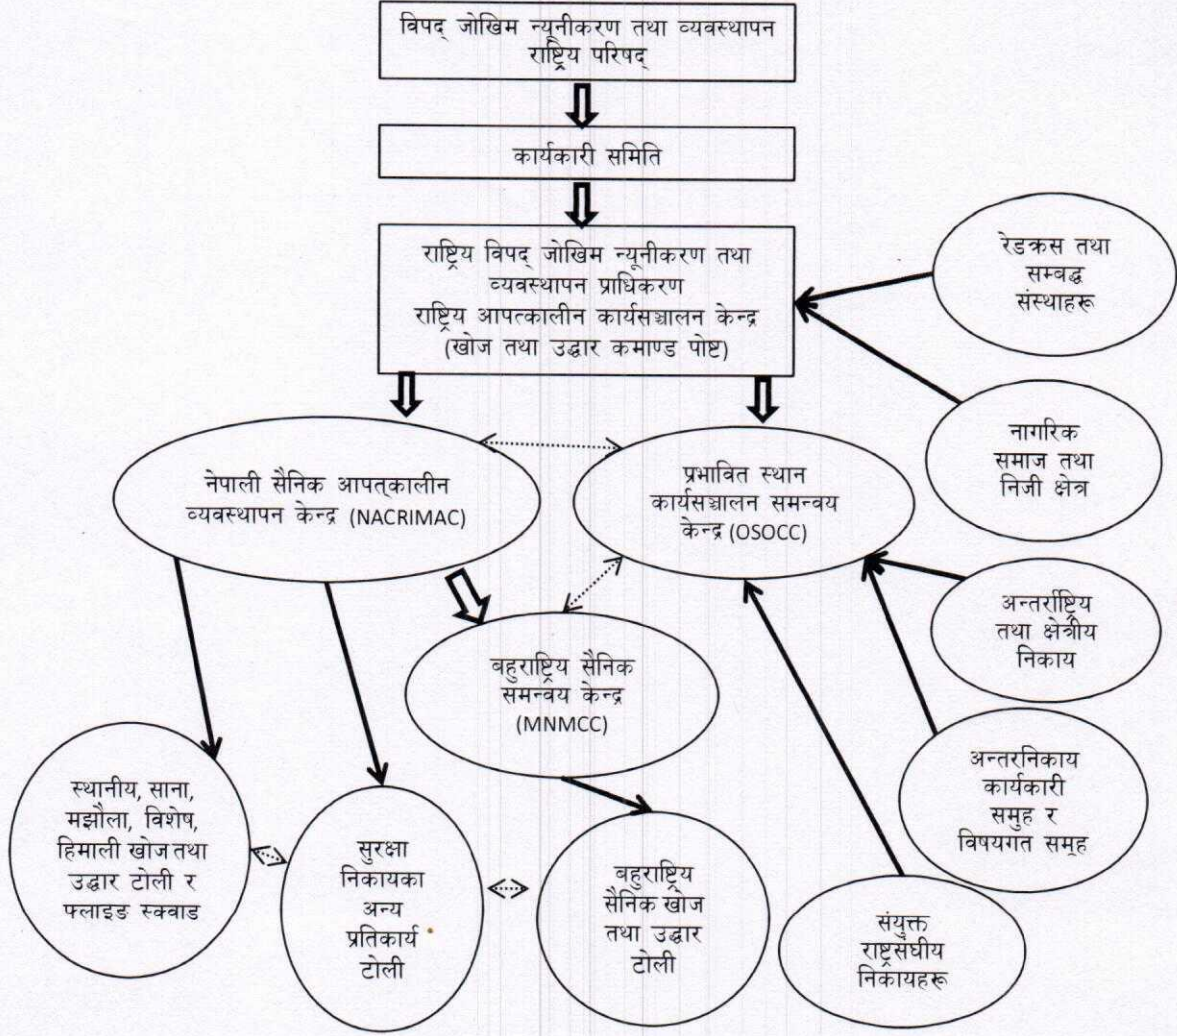 विपद् जोखिम न्यूनीकरण तथा व्यवस्थापन
राष्ट्रिय परिषद्
कार्यकारी समिति
राष्ट्रिय विपद् जोखिम न्यूनीकरण तथा
व्यवस्थापन प्राधिकरण
राष्ट्रिय आपत्कालीन कार्यसञ्चालन केन्द्र
(खोज तथा उद्धार कमाण्ड पोष्ट)
रेडक्रस तथा
सम्बद्ध
संस्थाहरू
नागरिक
समाज तथा
निजी क्षेत्र
नेपाली सैनिक आपत्कालीन
व्यवस्थापन केन्द्र (NACRIMAC)
प्रभावित स्थान
कार्यसञ्चालन समन्वय
केन्द्र (OSOCC)
अन्तर्राष्ट्रिय
तथा क्षेत्रीय
निकाय
बहुराष्ट्रिय सैनिक
समन्वय केन्द्र
(MNMCC)
अन्तरनिकाय
कार्यकारी
समुह र
विषयगत समूह
स्थानीय, साना,
मझौला, विशेष,
हिमाली खोज तथा
उद्धार टोली र
फ्लाइङ स्क्वाड
सुरक्षा
निकायका
अन्य
प्रतिकार्य
टोली
बहुराष्ट्रिय
सैनिक खोज
तथा उद्धार
टोली
संयुक्त
राष्ट्रसंघीय
निकायहरू